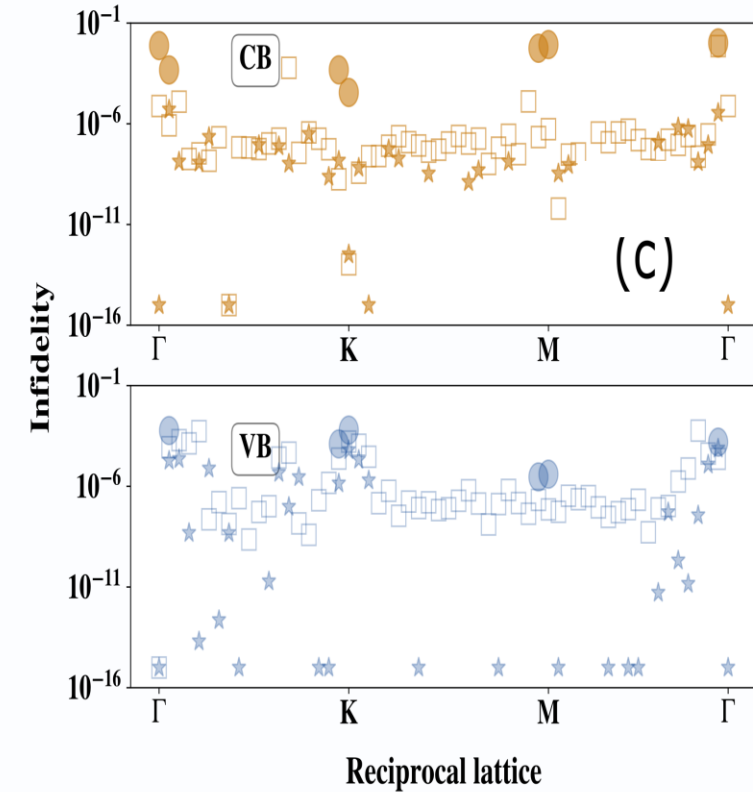 10⁻¹
CB
10⁻⁶
10⁻¹¹
(C)
10⁻¹⁶
Γ K M Γ
Infidelity
10⁻¹
VB
10⁻⁶
10⁻¹¹
10⁻¹⁶
Γ K M Γ
Reciprocal lattice